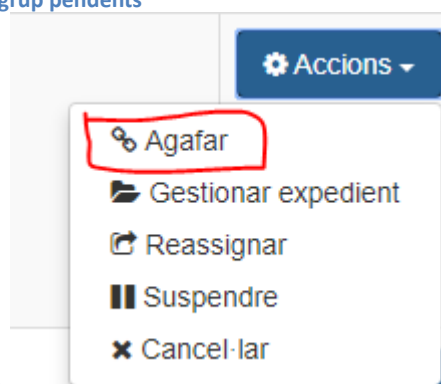 grup pendents
Accions
Agafar
Gestionar expedient
Reassignar
Suspendre
Cancel·lar